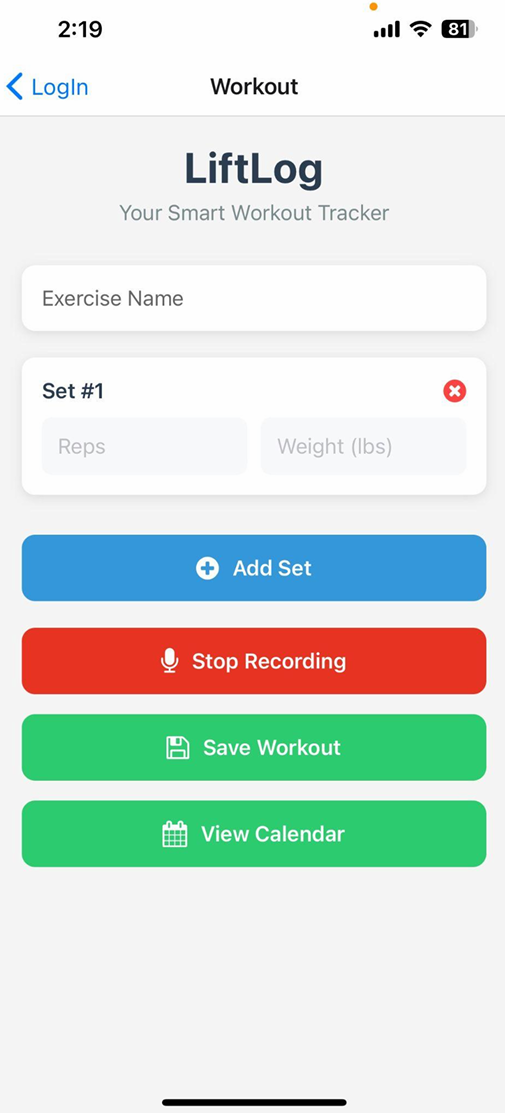 2:19
81
LogIn
Workout
LiftLog
Your Smart Workout Tracker
Exercise Name
Set #1
Reps
Weight (lbs)
Add Set
Stop Recording
Save Workout
View Calendar